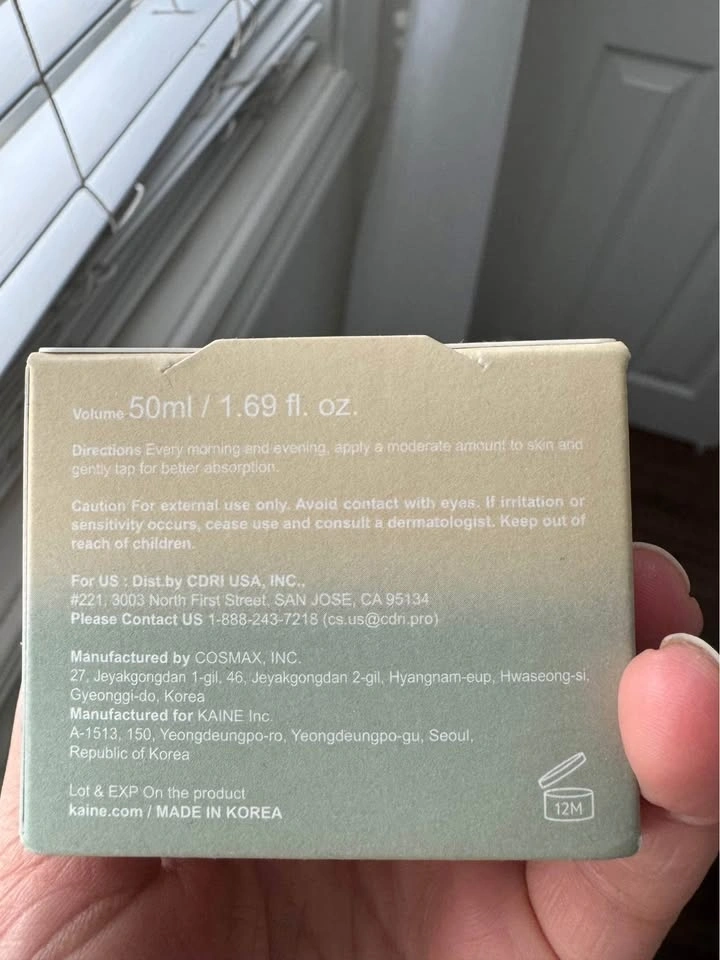 Volume 50ml / 1.69 fl. oz.
Directions Every morning and evening, apply a moderate amount to skin and
gently tap for better absorption.
Caution For external use only. Avoid contact with eyes. If irritation or
sensitivity occurs, cease use and consult a dermatologist. Keep out of
reach of children.
For US : Dist.by CDRI USA, INC.,
#221, 3003 North First Street, SAN JOSE, CA 95134
Please Contact US 1-888-243-7218 (cs.us@cdri.pro)
Manufactured by COSMAX, INC.
27, Jeyakgongdan 1-gil, 46, Jeyakgongdan 2-gil, Hyangnam-eup, Hwaseong-si,
Gyeonggi-do, Korea
Manufactured for KAINE Inc.
A-1513, 150, Yeongdeungpo-ro, Yeongdeungpo-gu, Seoul,
Republic of Korea
Lot & EXP On the product
kaine.com / MADE IN KOREA
12M